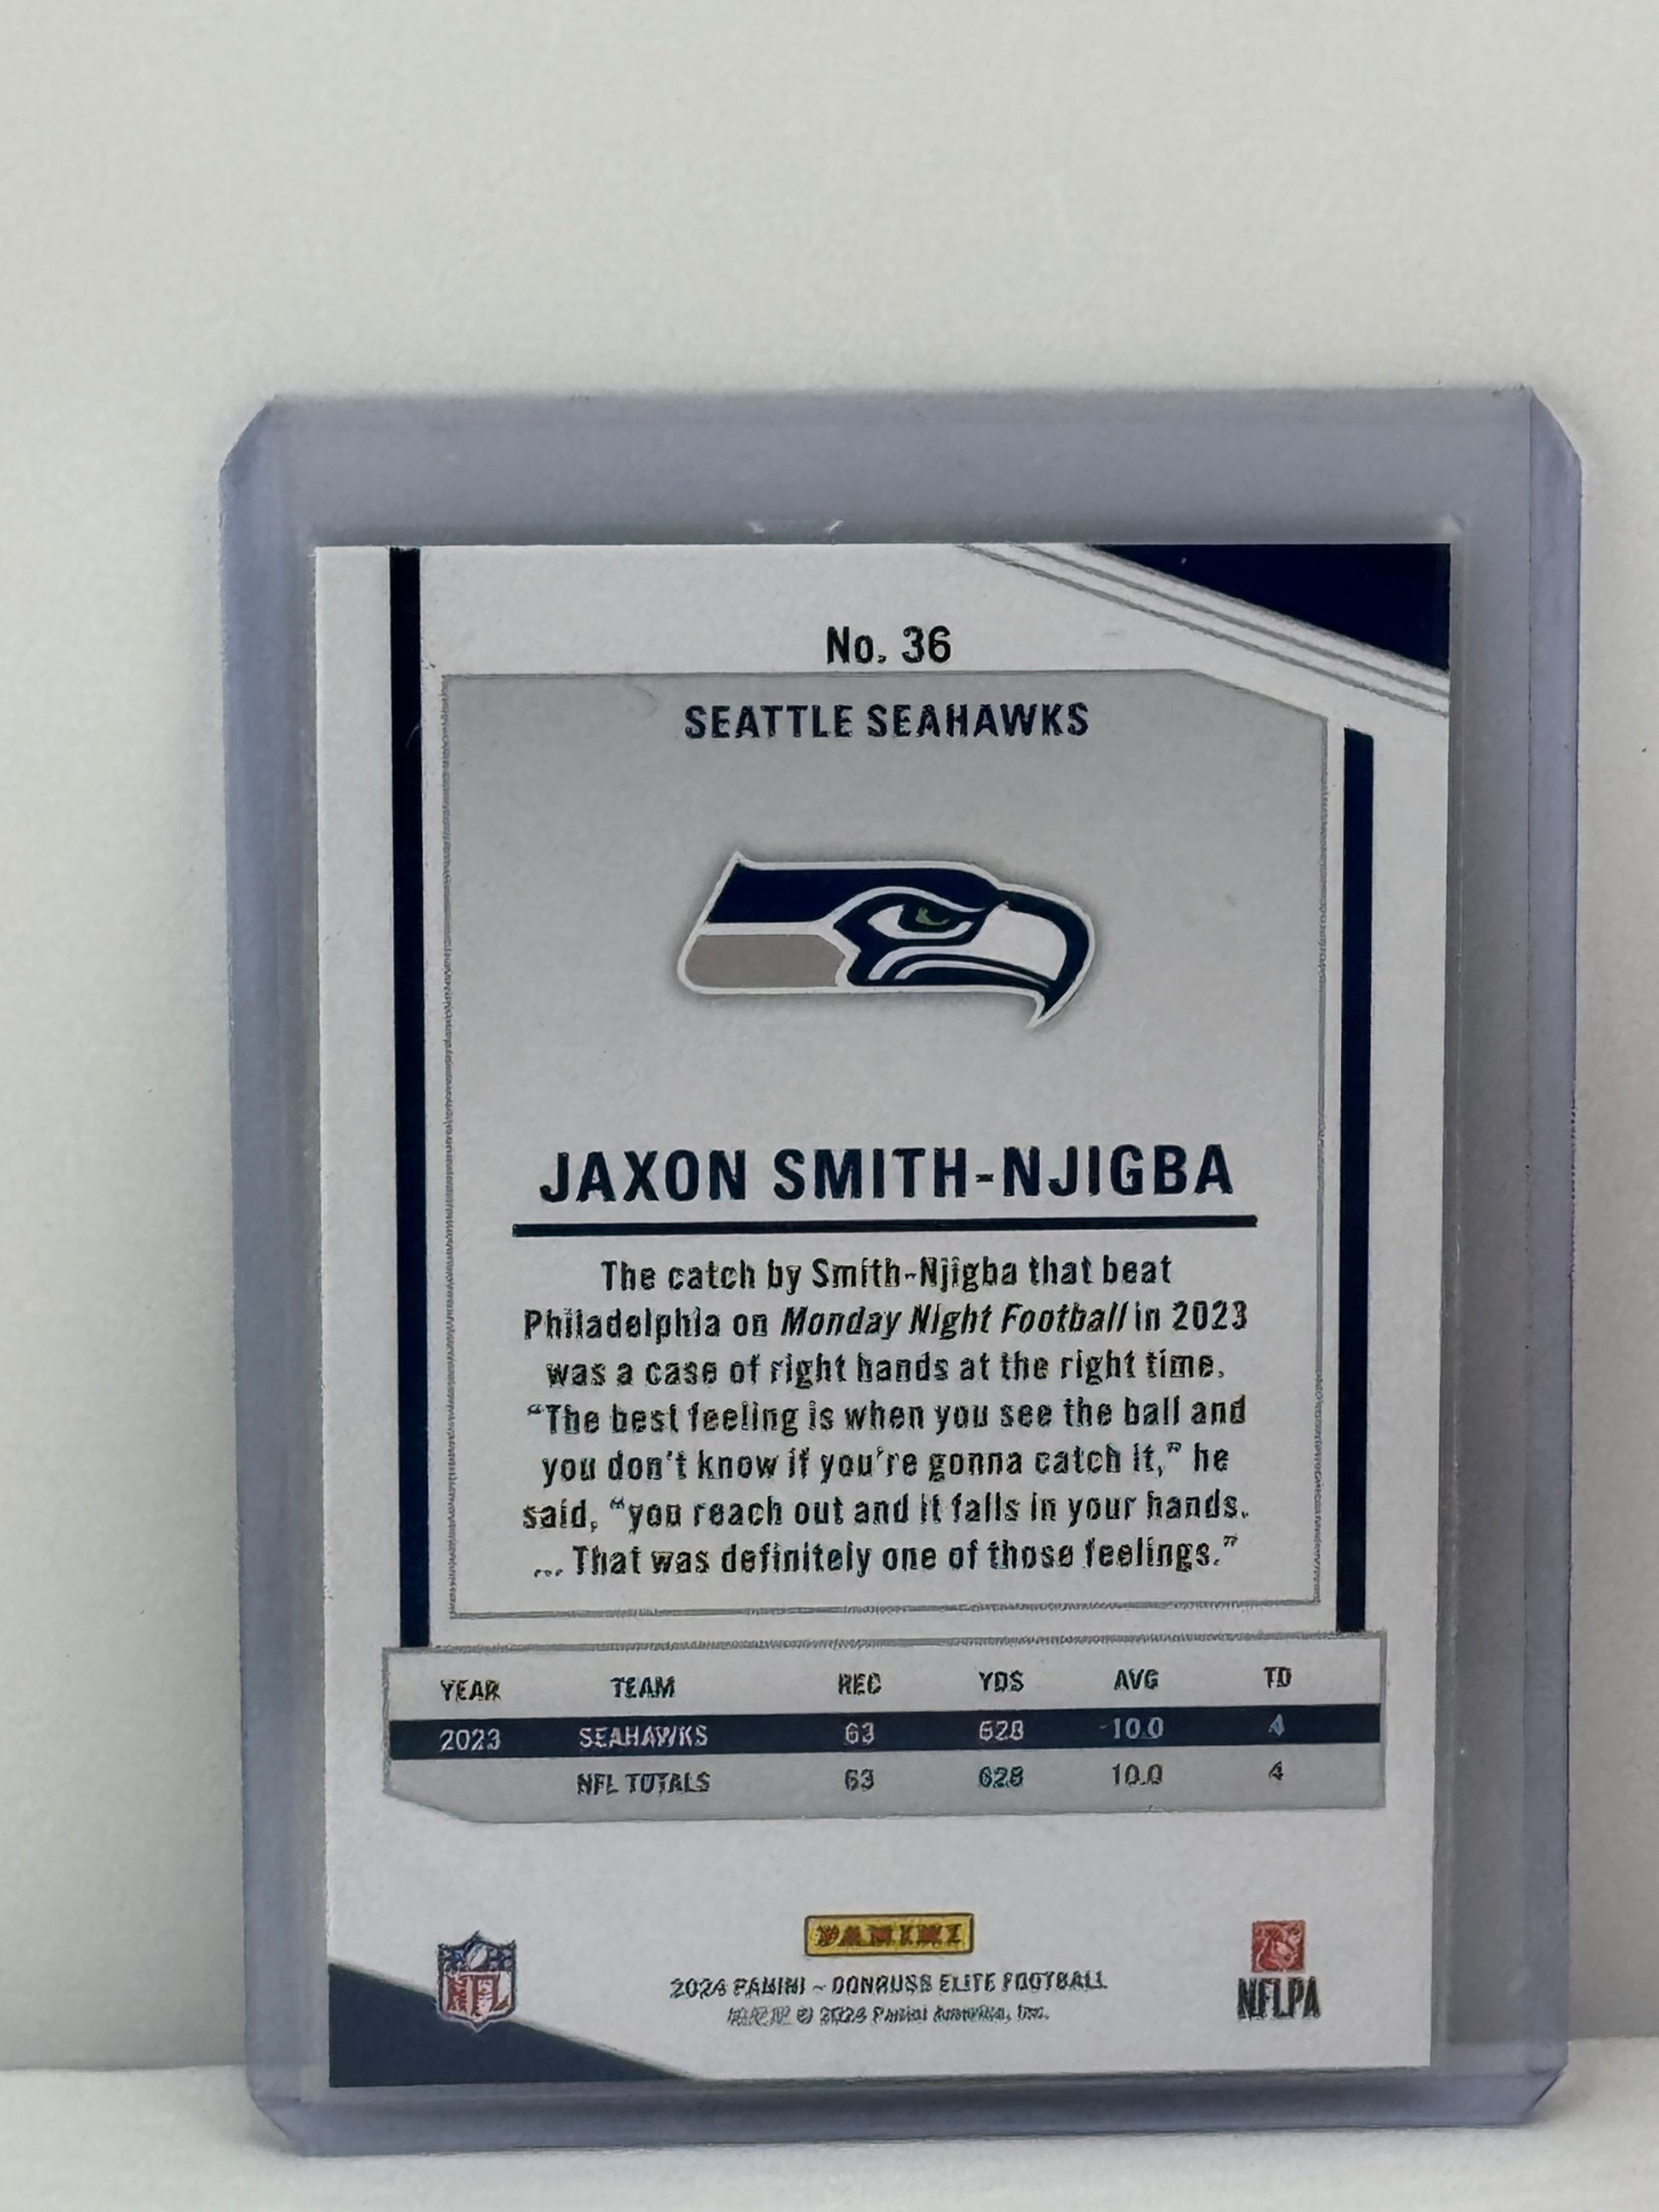 No. 36
SEATTLE SEAHAWKS
JAXON SMITH-NJIGBA
The catch by Smith-Njigba that beat
Philadelphia on Monday Night Football in 2023
was a case of right hands at the right time.
“The best feeling is when you see the ball and
you don't know if you're gonna catch it,” he
said, “you reach out and it falls in your hands.
... That was definitely one of those feelings.”
YEAR TEAM REC YDS AVG TD
2023 SEAHAWKS 63 628 10.0 4
NFL TOTALS 63 628 10.0 4
PANINI
2024 PANINI - DONRUSS ELITE FOOTBALL
Panini America, Inc.
NFL
NFLPA